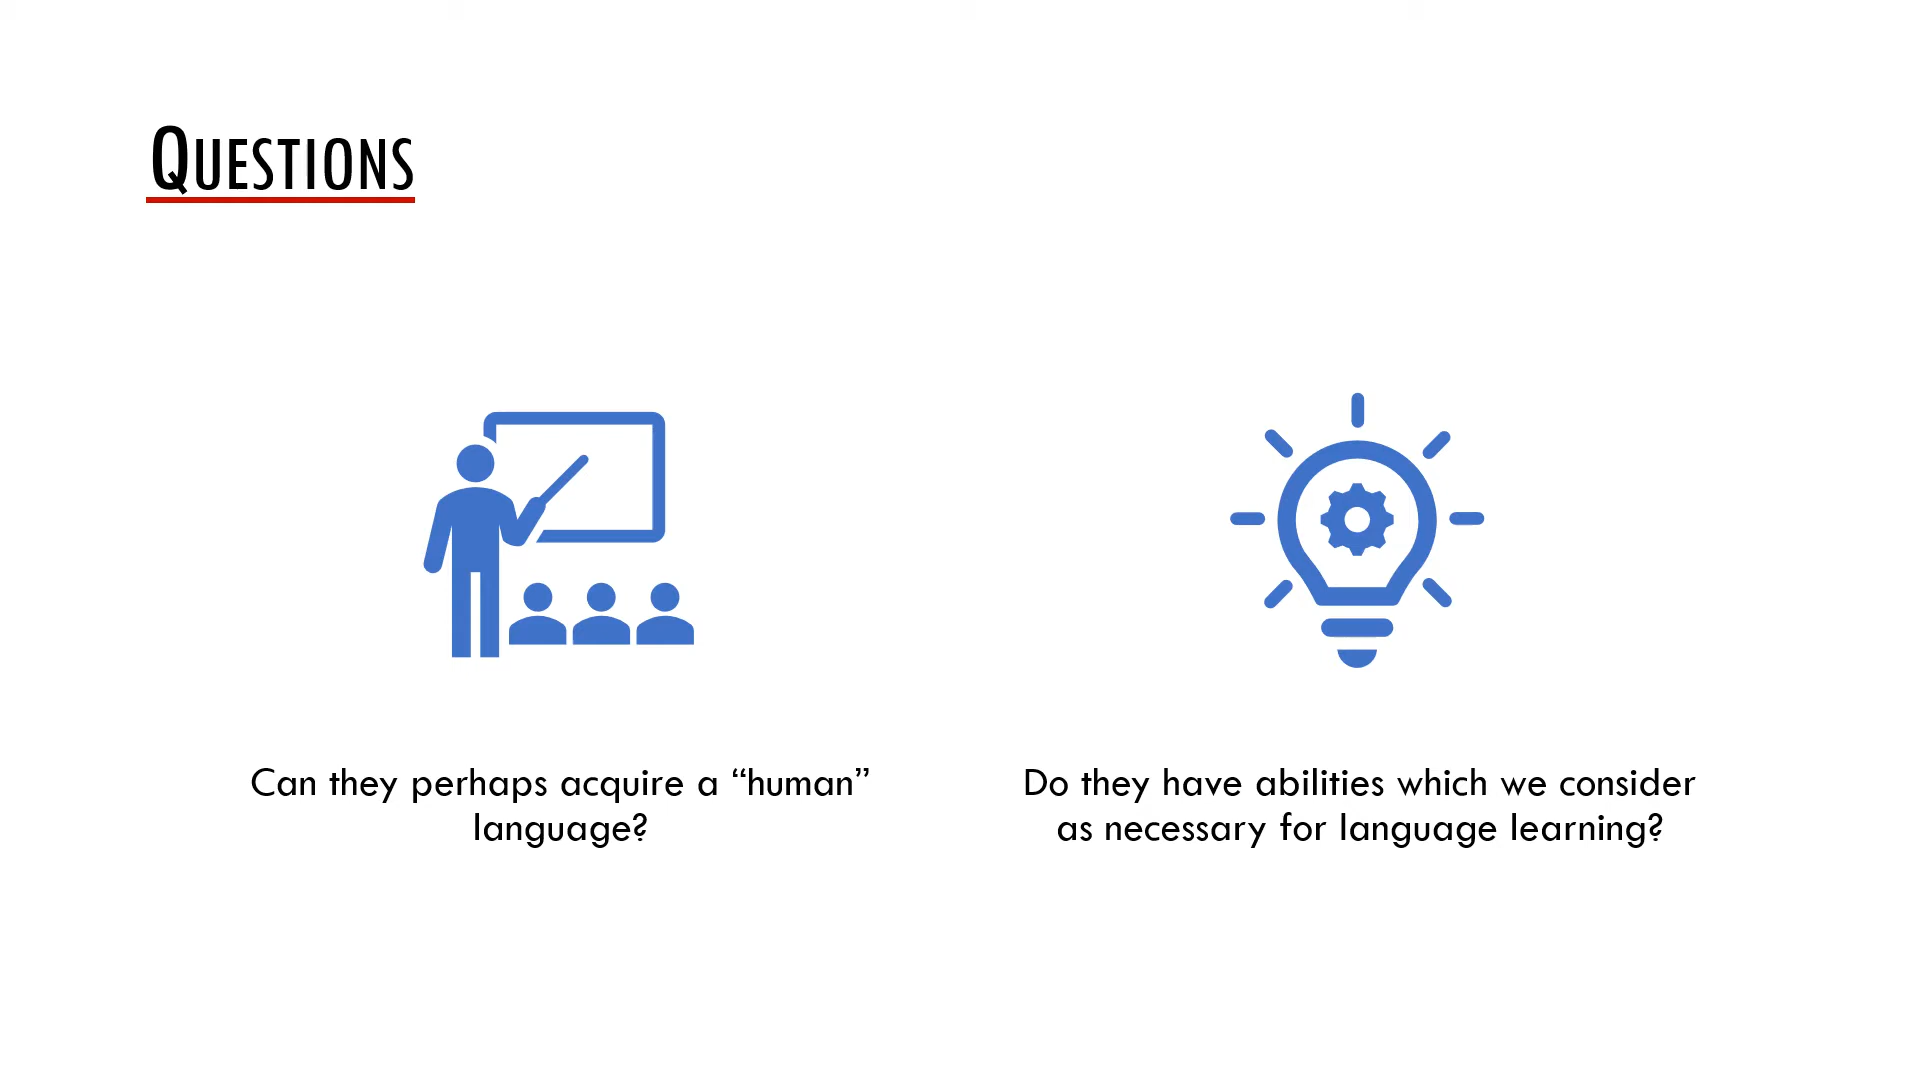 QUESTIONS
Can they perhaps acquire a “human”
language?
Do they have abilities which we consider
as necessary for language learning?